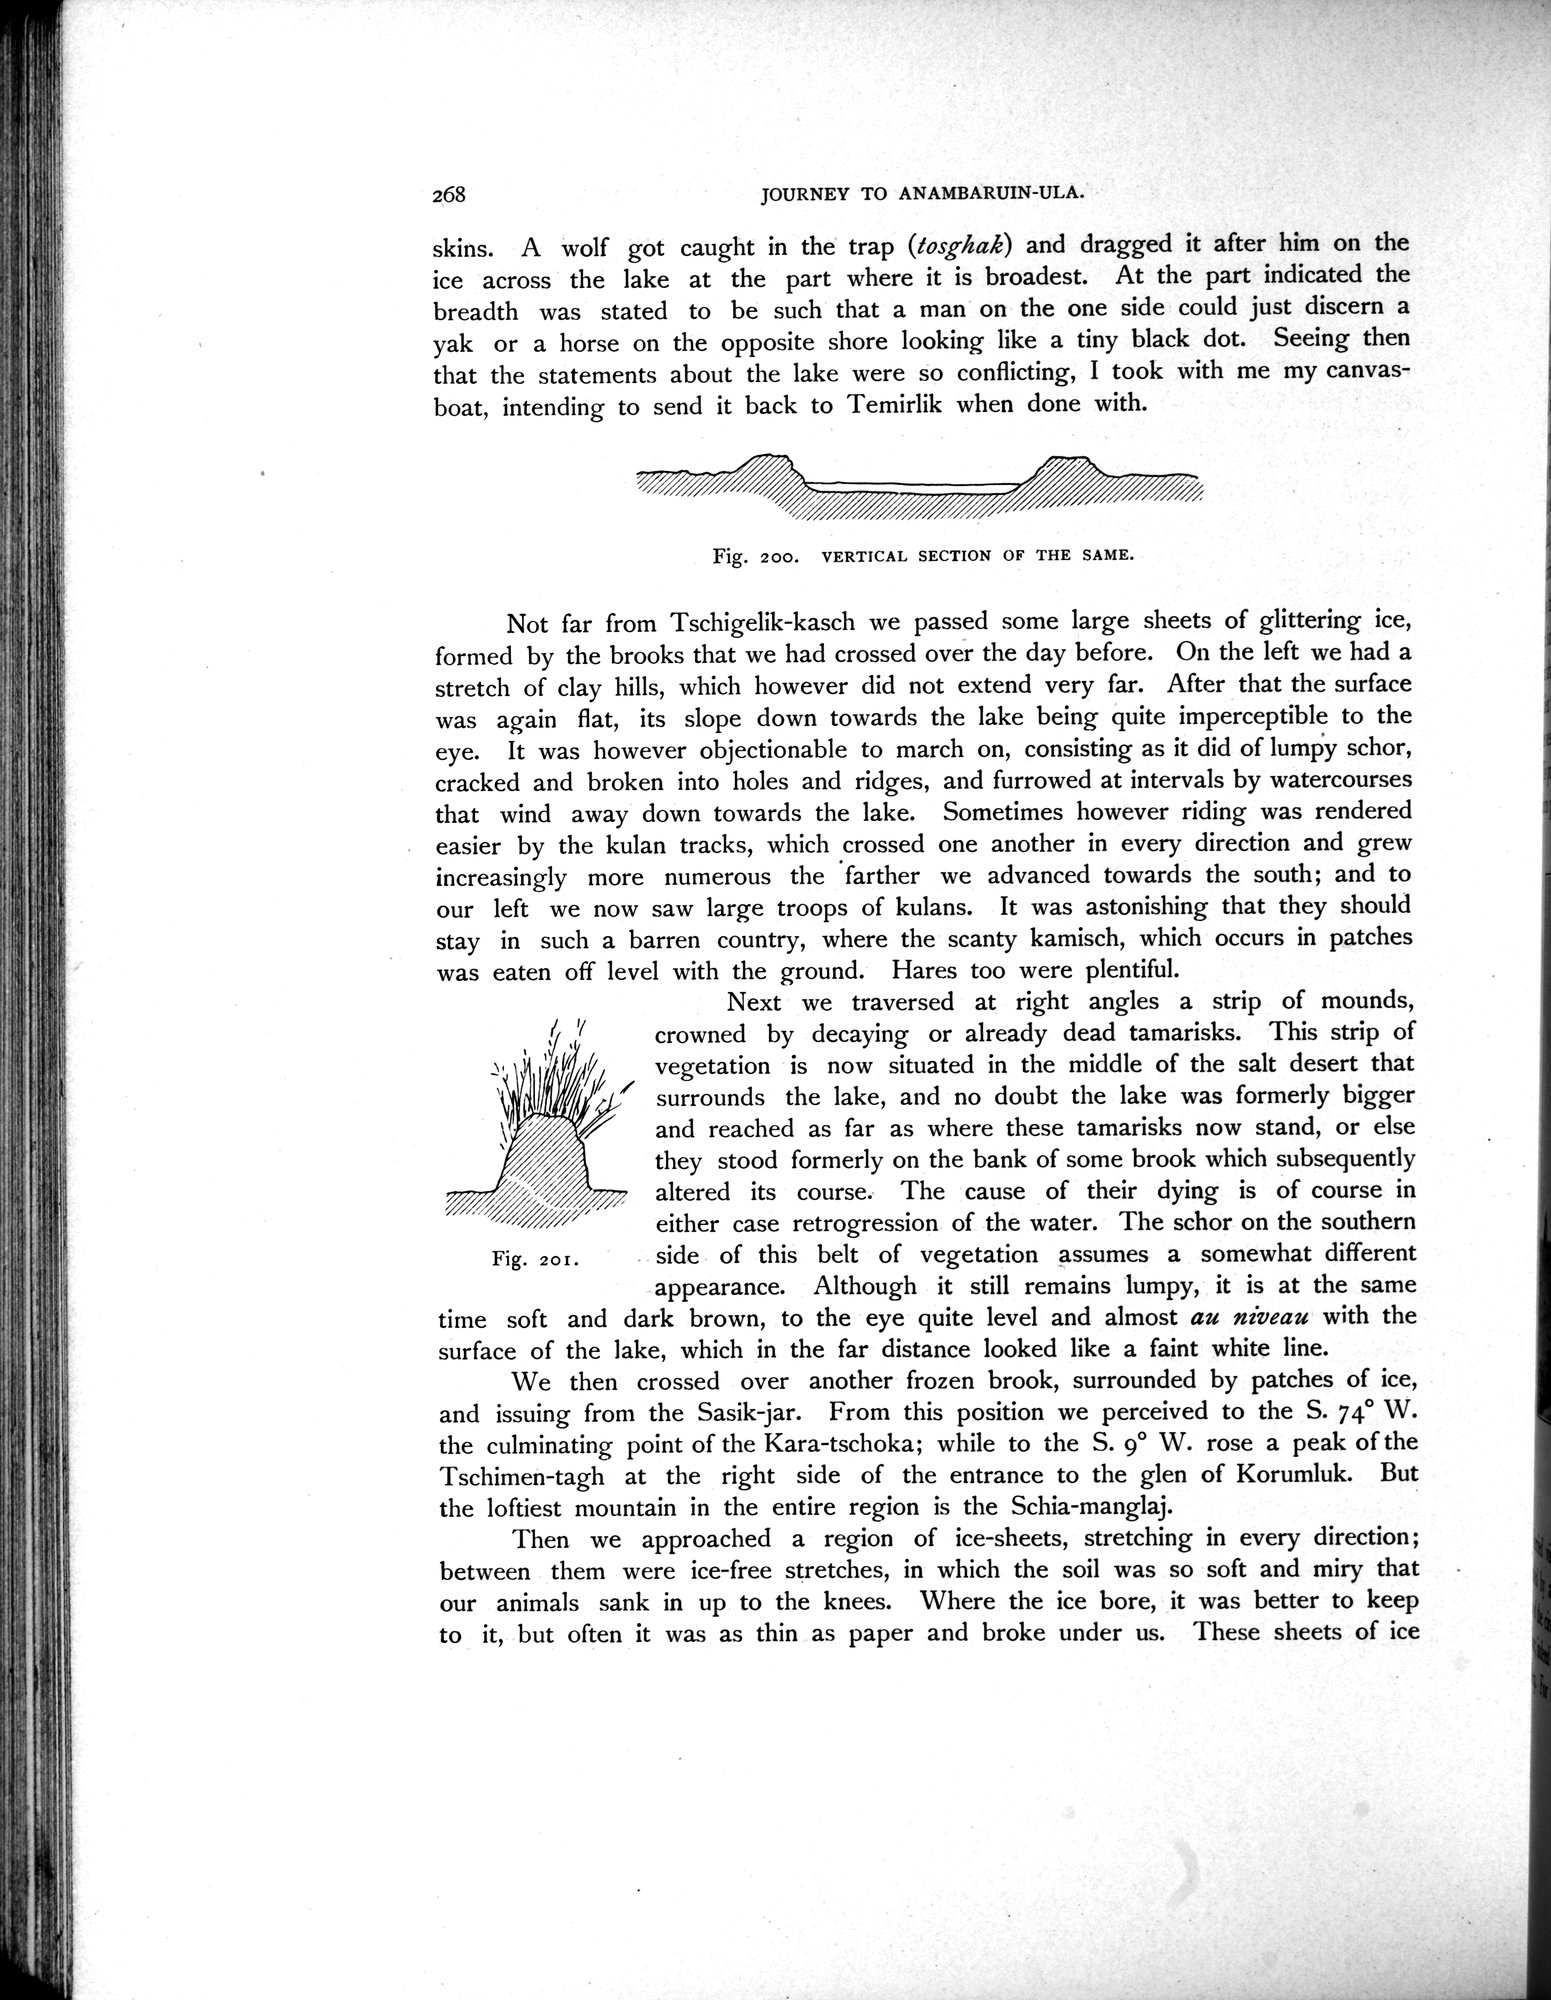 268 JOURNEY TO ANAMBARUIN-ULA.
skins. A wolf got caught in the trap (tosghak) and dragged it after him on the
ice across the lake at the part where it is broadest. At the part indicated the
breadth was stated to be such that a man on the one side could just discern a
yak or a horse on the opposite shore looking like a tiny black dot. Seeing then
that the statements about the lake were so conflicting, I took with me my canvas-
boat, intending to send it back to Temirlik when done with.
Fig. 200. VERTICAL SECTION OF THE SAME.
Not far from Tschigelik-kasch we passed some large sheets of glittering ice,
formed by the brooks that we had crossed over the day before. On the left we had a
stretch of clay hills, which however did not extend very far. After that the surface
was again flat, its slope down towards the lake being quite imperceptible to the
eye. It was however objectionable to march on, consisting as it did of lumpy schor,
cracked and broken into holes and ridges, and furrowed at intervals by watercourses
that wind away down towards the lake. Sometimes however riding was rendered
easier by the kulan tracks, which crossed one another in every direction and grew
increasingly more numerous the farther we advanced towards the south; and to
our left we now saw large troops of kulans. It was astonishing that they should
stay in such a barren country, where the scanty kamisch, which occurs in patches
was eaten off level with the ground. Hares too were plentiful.
Next we traversed at right angles a strip of mounds,
crowned by decaying or already dead tamarisks. This strip of
vegetation is now situated in the middle of the salt desert that
surrounds the lake, and no doubt the lake was formerly bigger
and reached as far as where these tamarisks now stand, or else
they stood formerly on the bank of some brook which subsequently
altered its course. The cause of their dying is of course in
either case retrogression of the water. The schor on the southern
side of this belt of vegetation assumes a somewhat different
appearance. Although it still remains lumpy, it is at the same
Fig. 201.
time soft and dark brown, to the eye quite level and almost au niveau with the
surface of the lake, which in the far distance looked like a faint white line.
We then crossed over another frozen brook, surrounded by patches of ice,
and issuing from the Sasik-jar. From this position we perceived to the S. 74° W.
the culminating point of the Kara-tschoka; while to the S. 9° W. rose a peak of the
Tschimen-tagh at the right side of the entrance to the glen of Korumluk. But
the loftiest mountain in the entire region is the Schia-manglaj.
Then we approached a region of ice-sheets, stretching in every direction;
between them were ice-free stretches, in which the soil was so soft and miry that
our animals sank in up to the knees. Where the ice bore, it was better to keep
to it, but often it was as thin as paper and broke under us. These sheets of ice